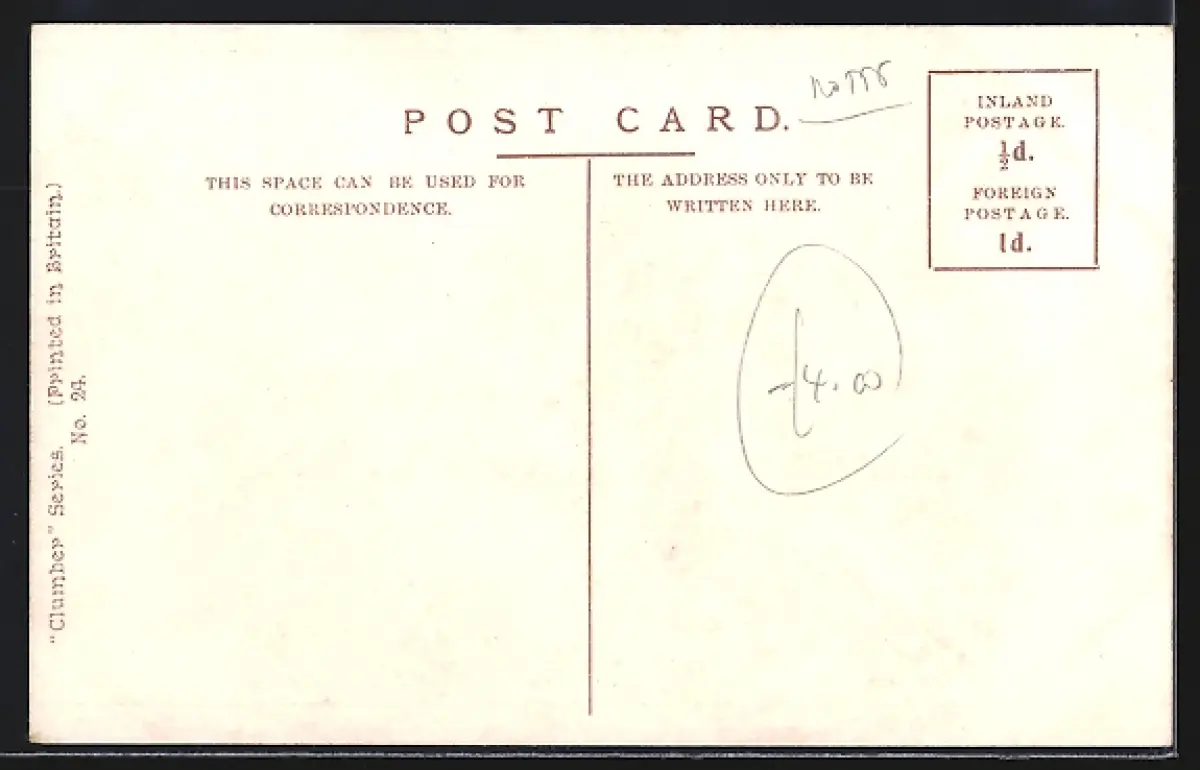 POST CARD.
THIS SPACE CAN BE USED FOR
CORRESPONDENCE.
THE ADDRESS ONLY TO BE
WRITTEN HERE.
INLAND
POSTAGE.
½d.
FOREIGN
POSTAGE.
1d.
£4.00
"Clumber" Series. (Printed in Britain.)
No. 24.